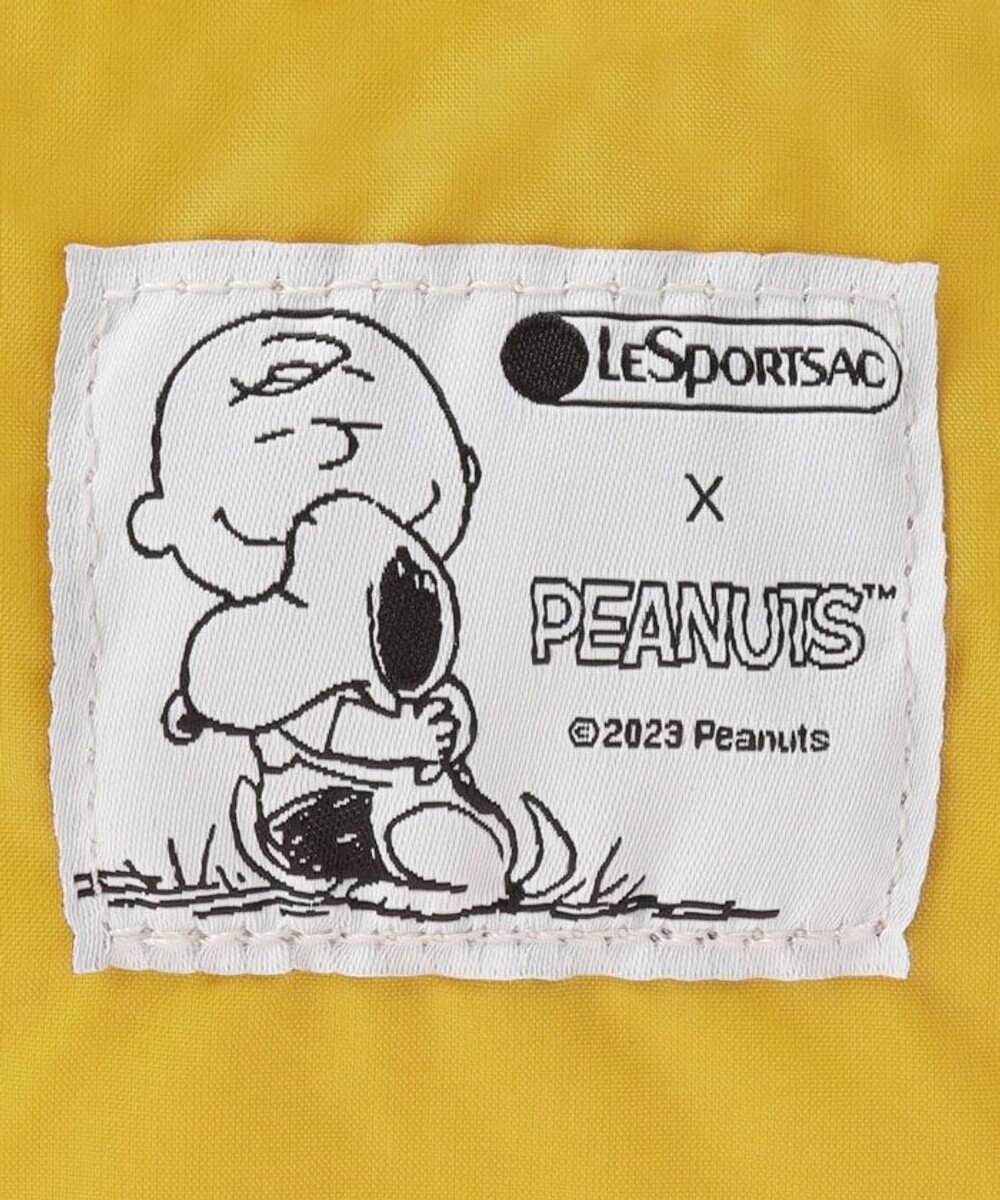 LeSportsac
X
PEANUTS™
©2023 Peanuts